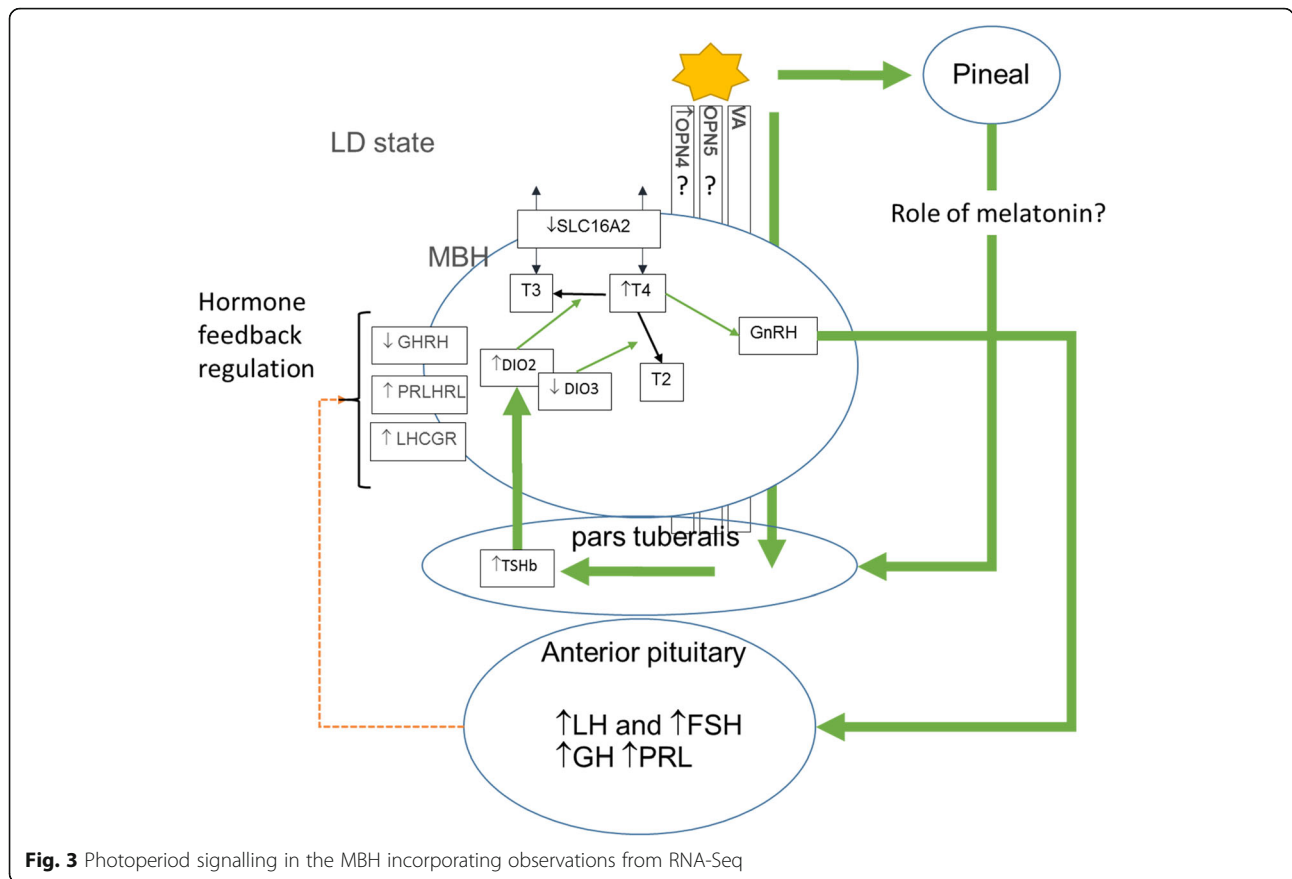 Pineal
LD state
↑OPN4 ?
OPN5 ?
VA
Role of melatonin?
↓SLC16A2
MBH
T3
↑T4
Hormone
feedback
regulation
↓ GHRH
GnRH
↑DIO2
↑ PRLHRL
↓ DIO3
T2
↑ LHCGR
pars tuberalis
↑TSHb
Anterior pituitary
↑LH and ↑FSH
↑GH ↑PRL
Fig. 3 Photoperiod signalling in the MBH incorporating observations from RNA-Seq